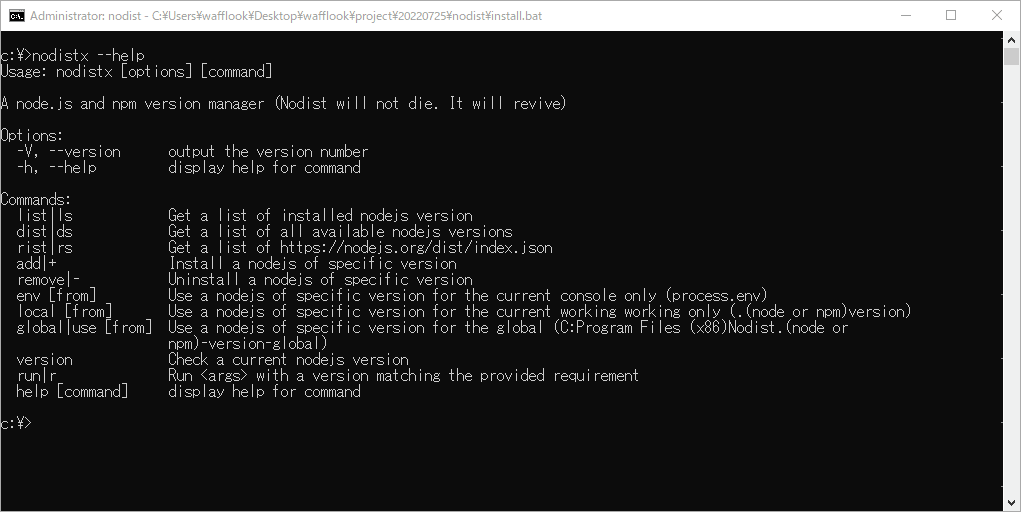 Administrator: nodist - C:¥Users¥wafflook¥Desktop¥wafflook¥project¥20220725¥nodist¥install.bat
c:¥>nodistx --help
Usage: nodistx [options] [command]
A node.js and npm version manager (Nodist will not die. It will revive)
Options:
-V, --version output the version number
-h, --help display help for command
Commands:
list|ls Get a list of installed nodejs version
dist|ds Get a list of all available nodejs versions
rist|rs Get a list of https://nodejs.org/dist/index.json
add|+ Install a nodejs of specific version
remove|- Uninstall a nodejs of specific version
env [from] Use a nodejs of specific version for the current console only (process.env)
local [from] Use a nodejs of specific version for the current working working only (.(node or npm)version)
global|use [from] Use a nodejs of specific version for the global (C:Program Files (x86)Nodist.(node or
npm)-version-global)
version Check a current nodejs version
run|r Run <args> with a version matching the provided requirement
help [command] display help for command
c:¥>